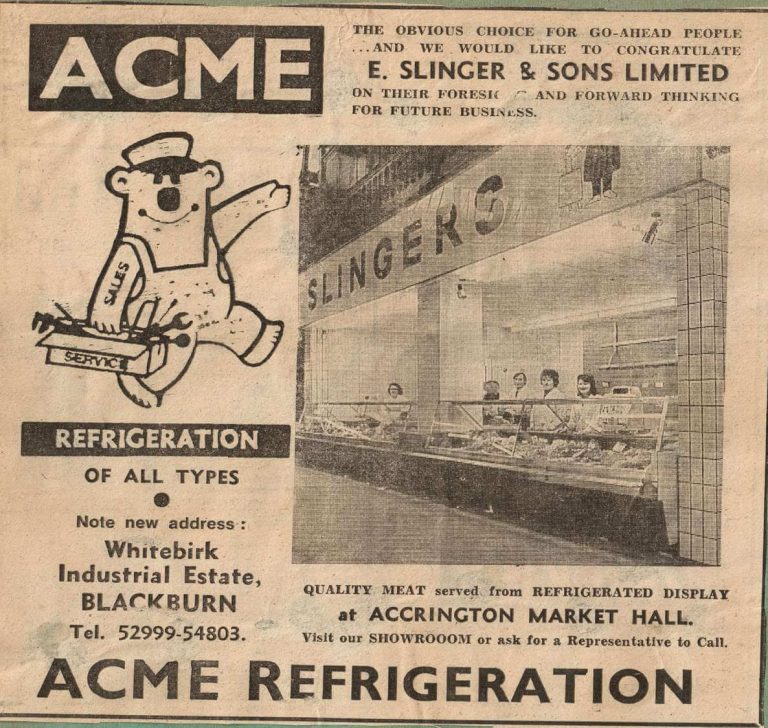 ACME
THE OBVIOUS CHOICE FOR GO-AHEAD PEOPLE
...AND WE WOULD LIKE TO CONGRATULATE
E. SLINGER & SONS LIMITED
ON THEIR FORESIG AND FORWARD THINKING
FOR FUTURE BUSINESS.
SLINGERS
SALES
SERVICE
REFRIGERATION
OF ALL TYPES
Note new address :
Whitebirk
Industrial Estate,
BLACKBURN
Tel. 52999-54803.
QUALITY MEAT served from REFRIGERATED DISPLAY
at ACCRINGTON MARKET HALL.
Visit our SHOWROOOM or ask for a Representative to Call.
ACME REFRIGERATION